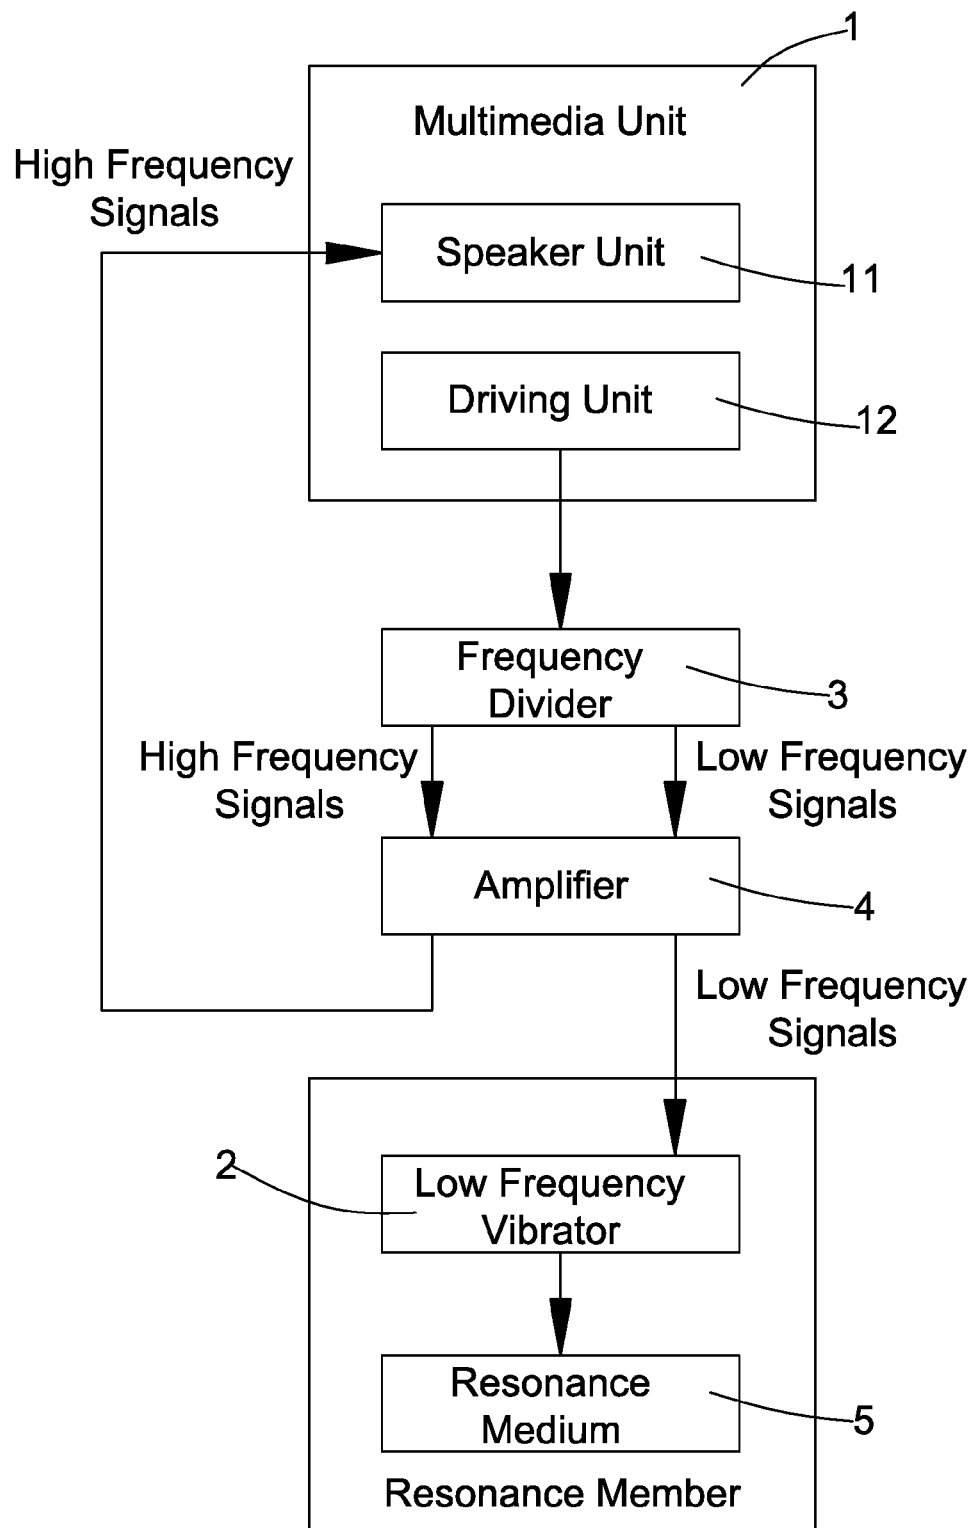 1
Multimedia Unit
High Frequency
Signals
Speaker Unit
11
Driving Unit
12
Frequency
Divider
3
High Frequency
Signals
Low Frequency
Signals
Amplifier
4
Low Frequency
Signals
2
Low Frequency
Vibrator
Resonance
Medium
5
Resonance Member